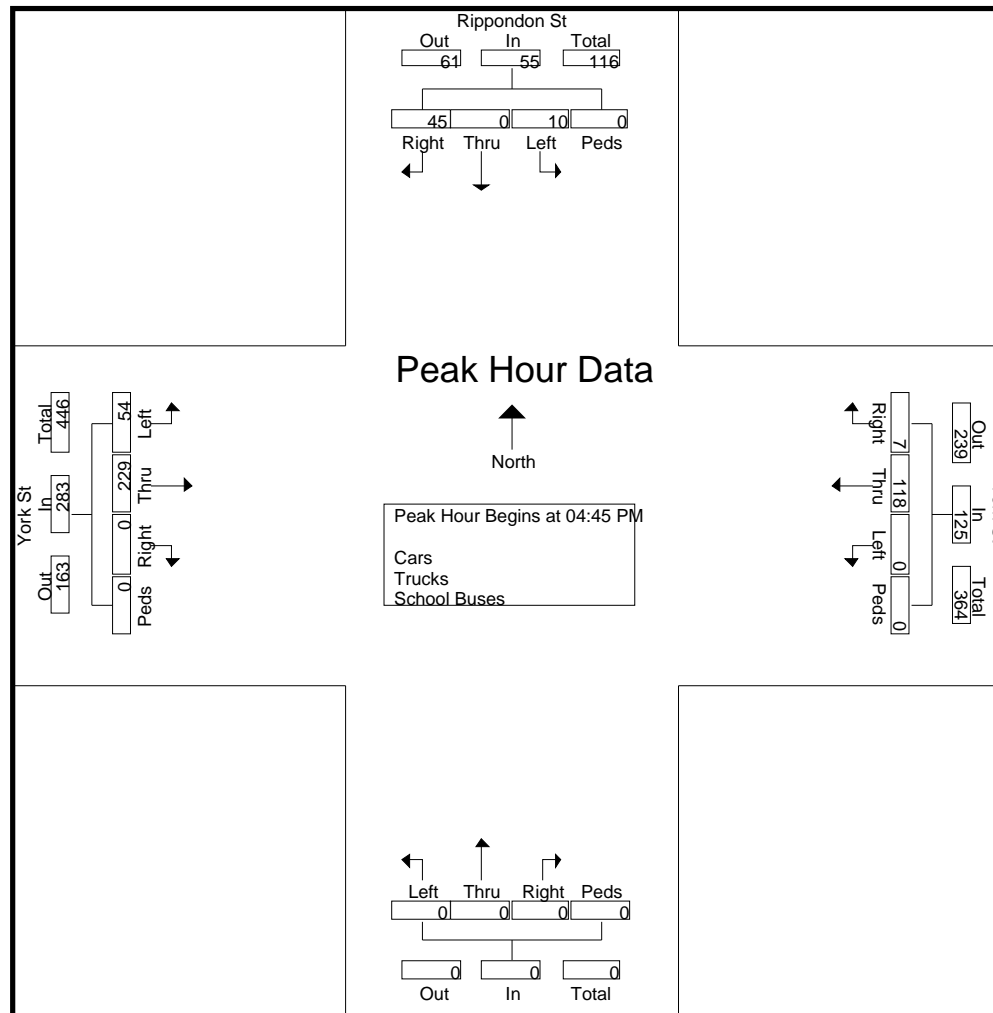 Rippondon St
Out In Total
61 55 116
45 0 10 0
Right Thru Left Peds
Peak Hour Data
North
Peak Hour Begins at 04:45 PM
Cars
Trucks
School Buses
York St
Total In Out
446 283 163
54 229 0 0
Left Thru Right Peds
Right Thru Left Peds
7 118 0 0
Out In Total
239 125 364
Left Thru Right Peds
0 0 0 0
0 0 0
Out In Total